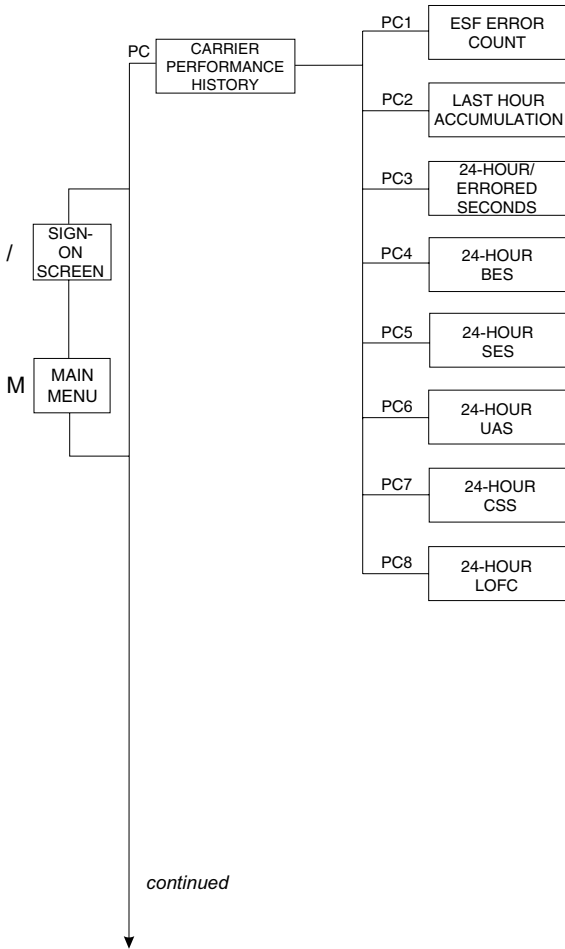 PC
CARRIER
PERFORMANCE
HISTORY
PC1
ESF ERROR
COUNT
PC2
LAST HOUR
ACCUMULATION
PC3
24-HOUR/
ERRORED
SECONDS
/
SIGN-
ON
SCREEN
PC4
24-HOUR
BES
PC5
24-HOUR
SES
M
MAIN
MENU
PC6
24-HOUR
UAS
PC7
24-HOUR
CSS
PC8
24-HOUR
LOFC
continued